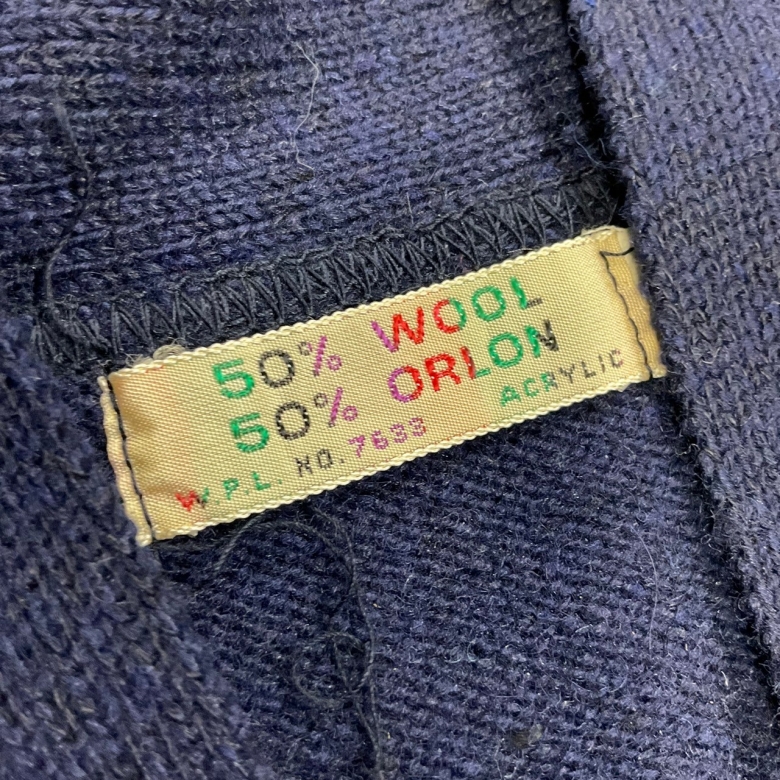 50% WOOL
50% ORLON
W.P.L. NO. 7633 ACRYLIC